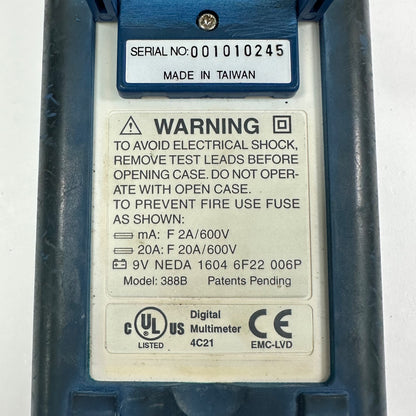 SERIAL NO: 001010245
MADE IN TAIWAN
WARNING
TO AVOID ELECTRICAL SHOCK,
REMOVE TEST LEADS BEFORE
OPENING CASE. DO NOT OPER-
ATE WITH OPEN CASE.
TO PREVENT FIRE USE FUSE
AS SHOWN:
mA: F 2A/600V
20A: F 20A/600V
9V NEDA 1604 6F22 006P
Model: 388B Patents Pending
C UL US
LISTED
Digital
Multimeter
4C21
CE
EMC-LVD